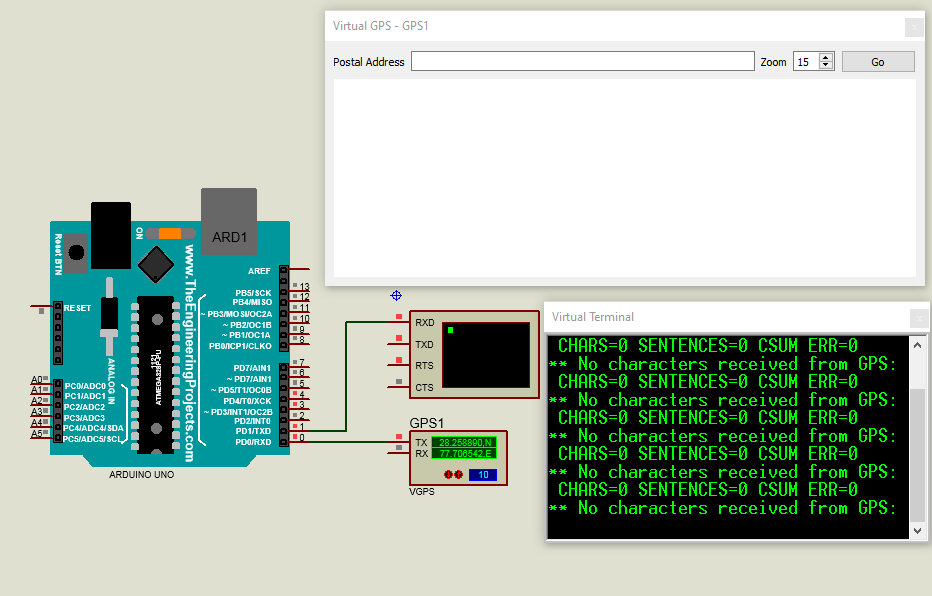 Virtual GPS - GPS1
Postal Address
Zoom
15
Go
ARD1
ON
Reset BTN
www.TheEngineeringProjects.com
AREF
PB5/SCK
PB4/MISO
~ PB3/MOSI/OC2A
~ PB2/OC1B
~ PB1/OC1A
PB0/ICP1/CLKO
13
12
11
10
9
8
PD7/AIN1
~ PD7/AIN1
~ PD5/T1/OC0B
PD4/T0/XCK
~ PD3/INT1/OC2B
PD2/INT0
PD1/TXD
PD0/RXD
7
6
5
4
3
2
1
0
RESET
ANALOG IN
ATMEGA328P-PU
1121
A0
A1
A2
A3
A4
A5
PC0/ADC0
PC1/ADC1
PC2/ADC2
PC3/ADC3
PC4/ADC4/SDA
PC5/ADC5/SCL
ARDUINO UNO
RXD
TXD
RTS
CTS
GPS1
TX
RX
28.258890,N
77.706542,E
10
VGPS
Virtual Terminal
CHARS=0 SENTENCES=0 CSUM ERR=0
** No characters received from GPS:
CHARS=0 SENTENCES=0 CSUM ERR=0
** No characters received from GPS:
CHARS=0 SENTENCES=0 CSUM ERR=0
** No characters received from GPS:
CHARS=0 SENTENCES=0 CSUM ERR=0
** No characters received from GPS:
CHARS=0 SENTENCES=0 CSUM ERR=0
** No characters received from GPS: